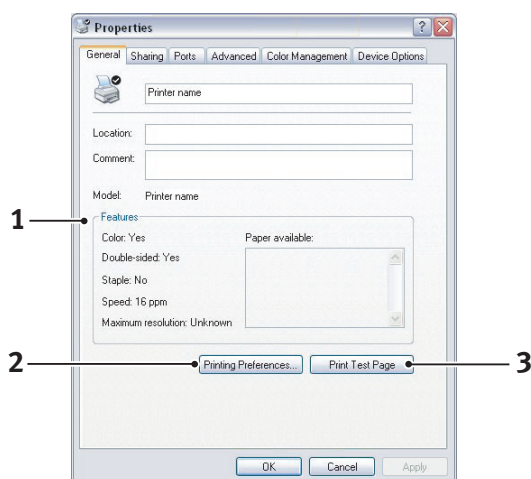 Properties
General Sharing Ports Advanced Color Management Device Options
Printer name
Location:
Comment:
Model: Printer name
1
Features
Color: Yes Paper available:
Double-sided: Yes
Staple: No
Speed: 16 ppm
Maximum resolution: Unknown
2 Printing Preferences... Print Test Page 3
OK Cancel Apply